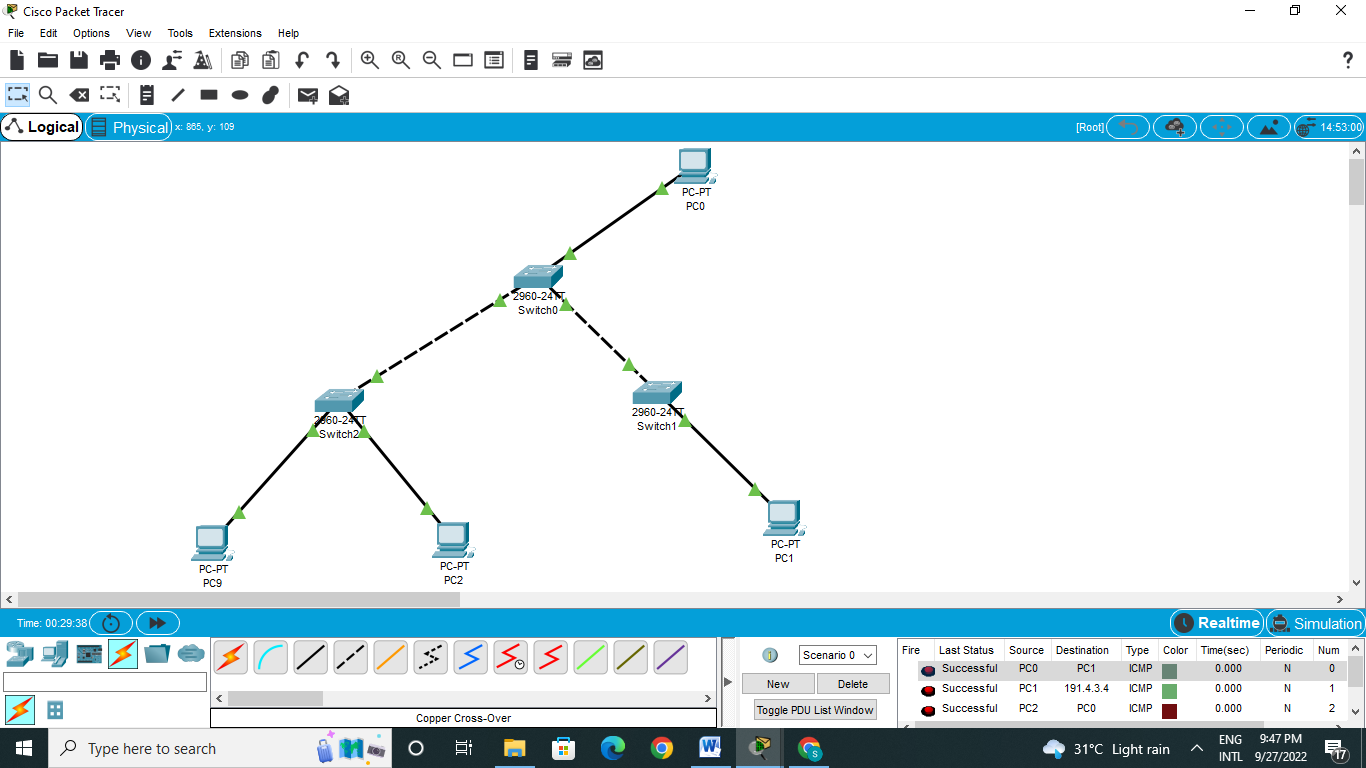 Cisco Packet Tracer
File Edit Options View Tools Extensions Help
?
Logical Physical x: 865, y: 109 [Root] 14:53:00
PC-PT
PC0
2960-24TT
Switch0
2960-24TT
Switch2
2960-24TT
Switch1
PC-PT
PC9
PC-PT
PC2
PC-PT
PC1
Time: 00:29:38 Realtime Simulation
Scenario 0
New Delete
Toggle PDU List Window
Copper Cross-Over
Fire Last Status Source Destination Type Color Time(sec) Periodic Num
Successful PC0 PC1 ICMP 0.000 N 0
Successful PC1 191.4.3.4 ICMP 0.000 N 1
Successful PC2 PC0 ICMP 0.000 N 2
Type here to search
31°C Light rain
ENG
INTL
9:47 PM
9/27/2022
17